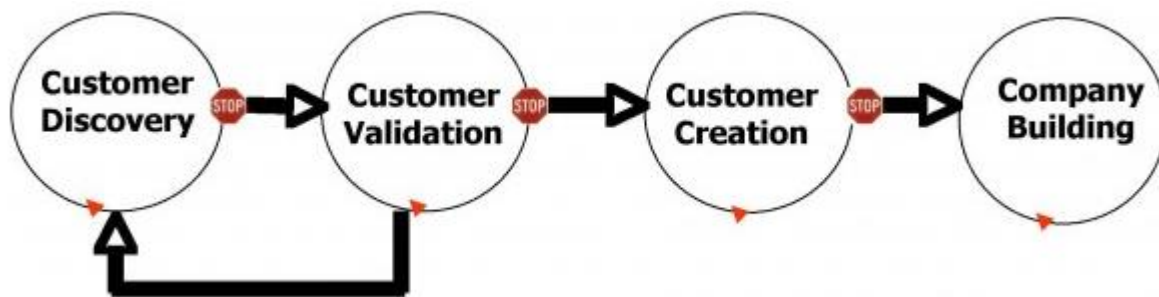 Customer
Discovery
STOP
Customer
Validation
STOP
Customer
Creation
STOP
Company
Building